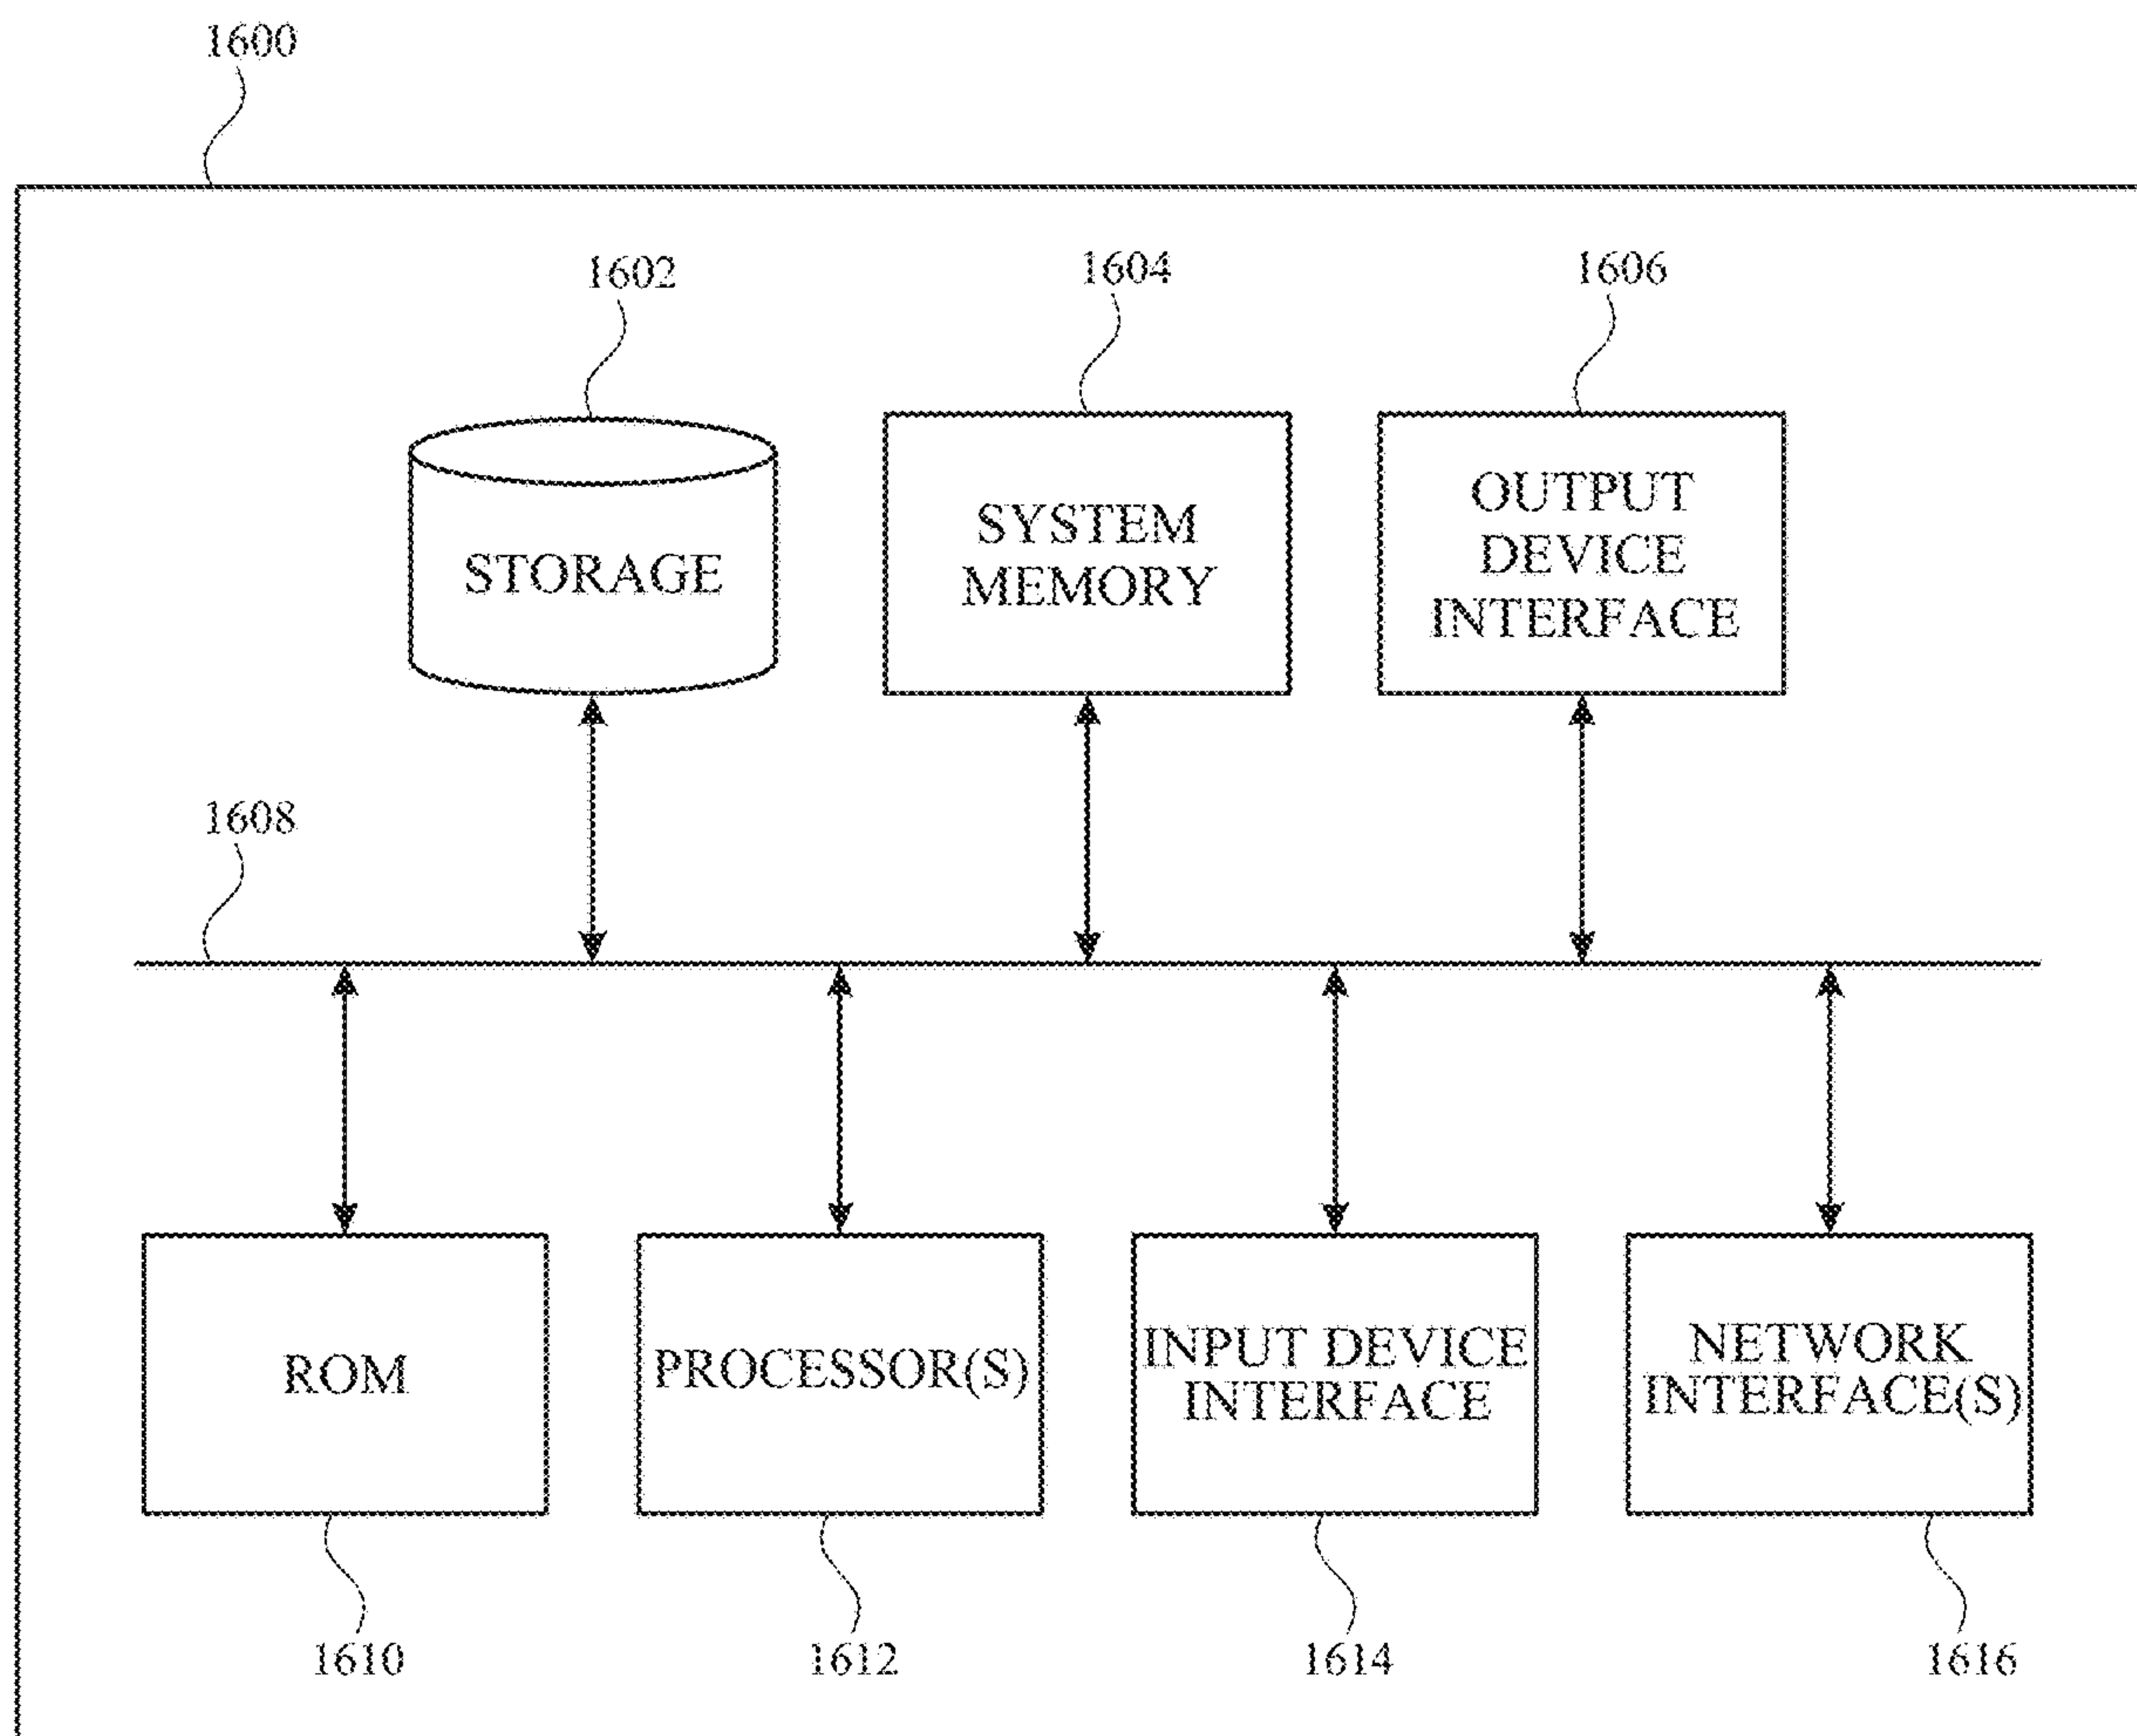 1600
1602
1604
1606
STORAGE
SYSTEM
MEMORY
OUTPUT
DEVICE
INTERFACE
1608
ROM
PROCESSOR(S)
INPUT DEVICE
INTERFACE
NETWORK
INTERFACE(S)
1610
1612
1614
1616